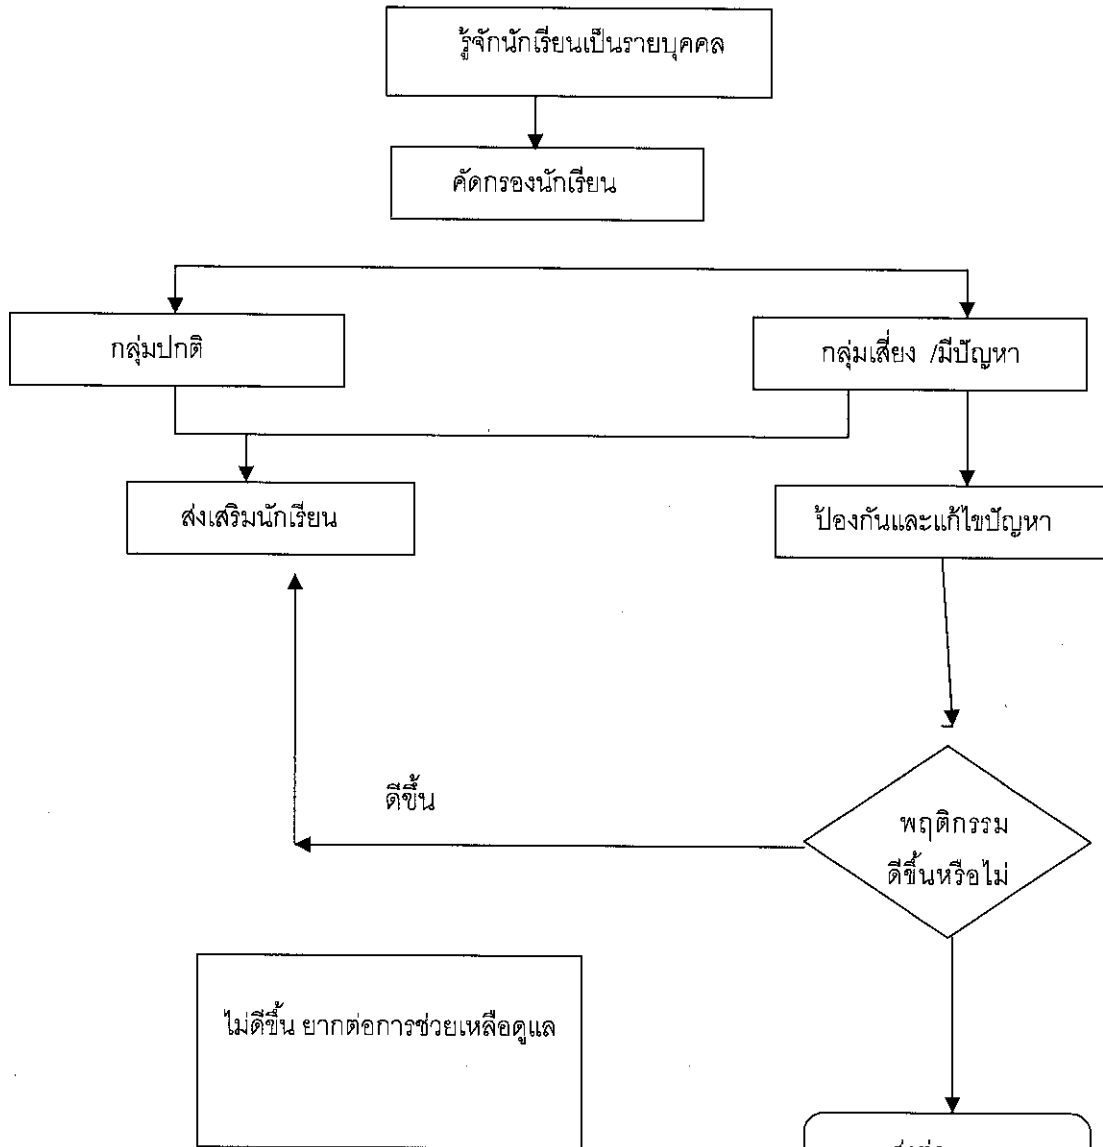 รู้จักนักเรียนเป็นรายบุคคล
คัดกรองนักเรียน
กลุ่มปกติ
กลุ่มเสี่ยง /มีปัญหา
ส่งเสริมนักเรียน
ป้องกันและแก้ไขปัญหา
ดีขึ้น
พฤติกรรม
ดีขึ้นหรือไม่
ไม่ดีขึ้น ยากต่อการช่วยเหลือดูแล